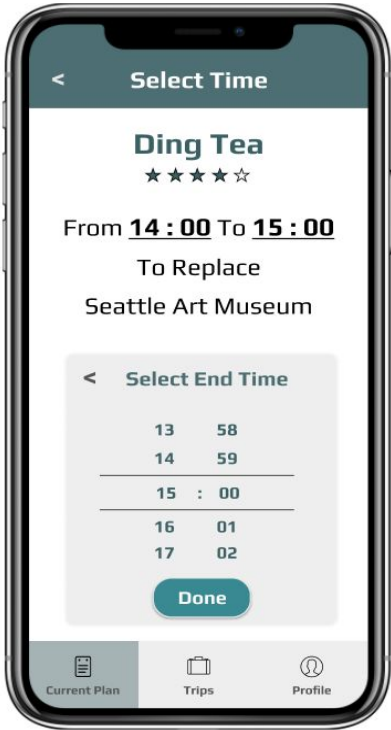 < Select Time
Ding Tea
From 14 : 00 To 15 : 00
To Replace
Seattle Art Museum
< Select End Time
13 58
14 59
15 : 00
16 01
17 02
Done
Current Plan Trips Profile